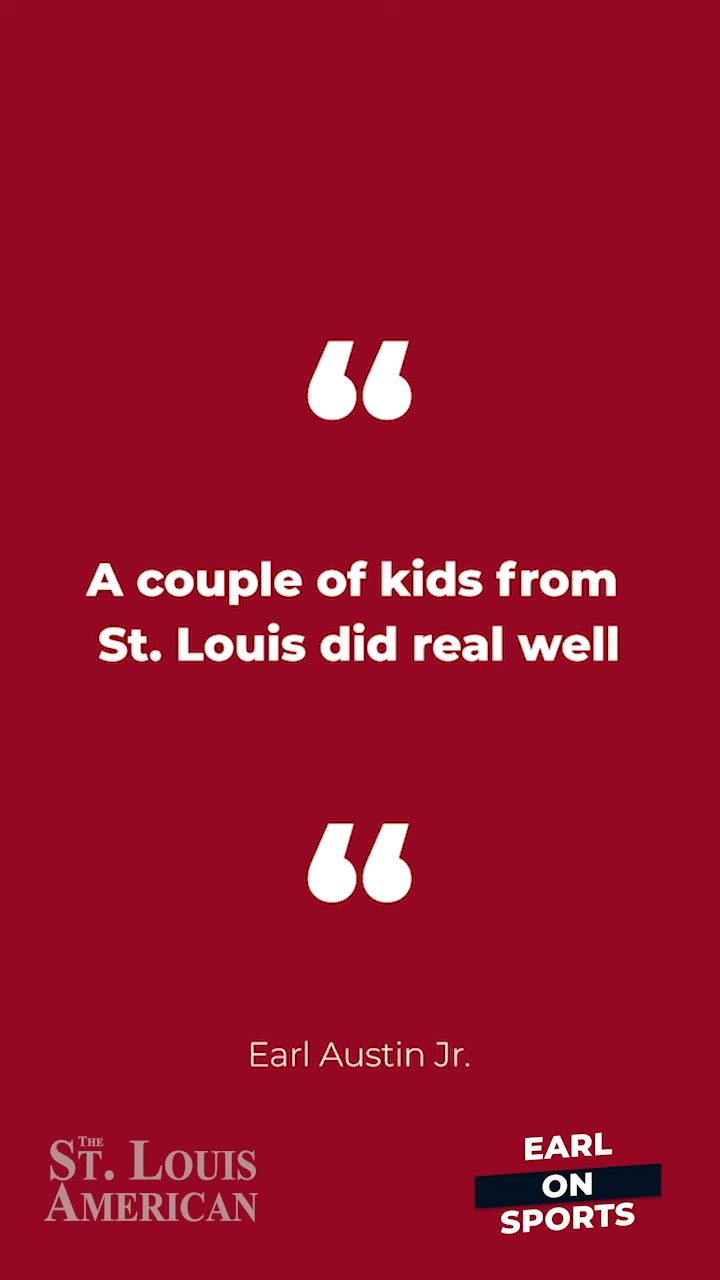 “
A couple of kids from
St. Louis did real well
“
Earl Austin Jr.
THE
ST. LOUIS
AMERICAN
EARL
ON
SPORTS